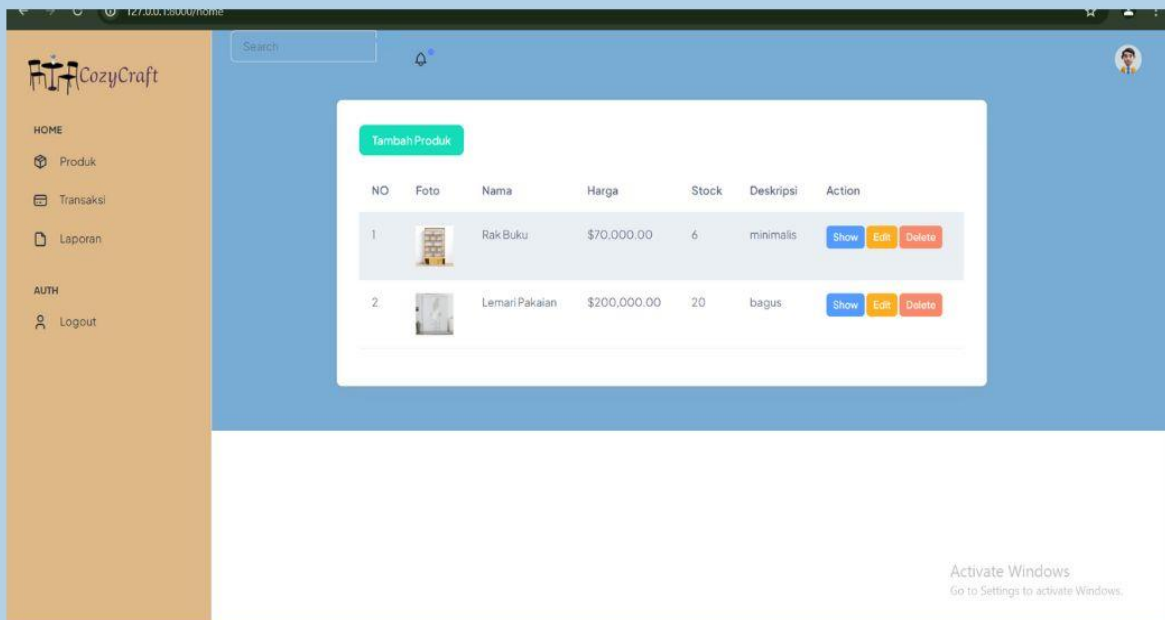 127.0.0.1:8000/home
Search
CozyCraft
HOME
Produk
Transaksi
Laporan
AUTH
Logout
Tambah Produk
NO Foto Nama Harga Stock Deskripsi Action
1 Rak Buku $70,000.00 6 minimalis Show Edit Delete
2 Lemari Pakaian $200,000.00 20 bagus Show Edit Delete
Activate Windows
Go to Settings to activate Windows.